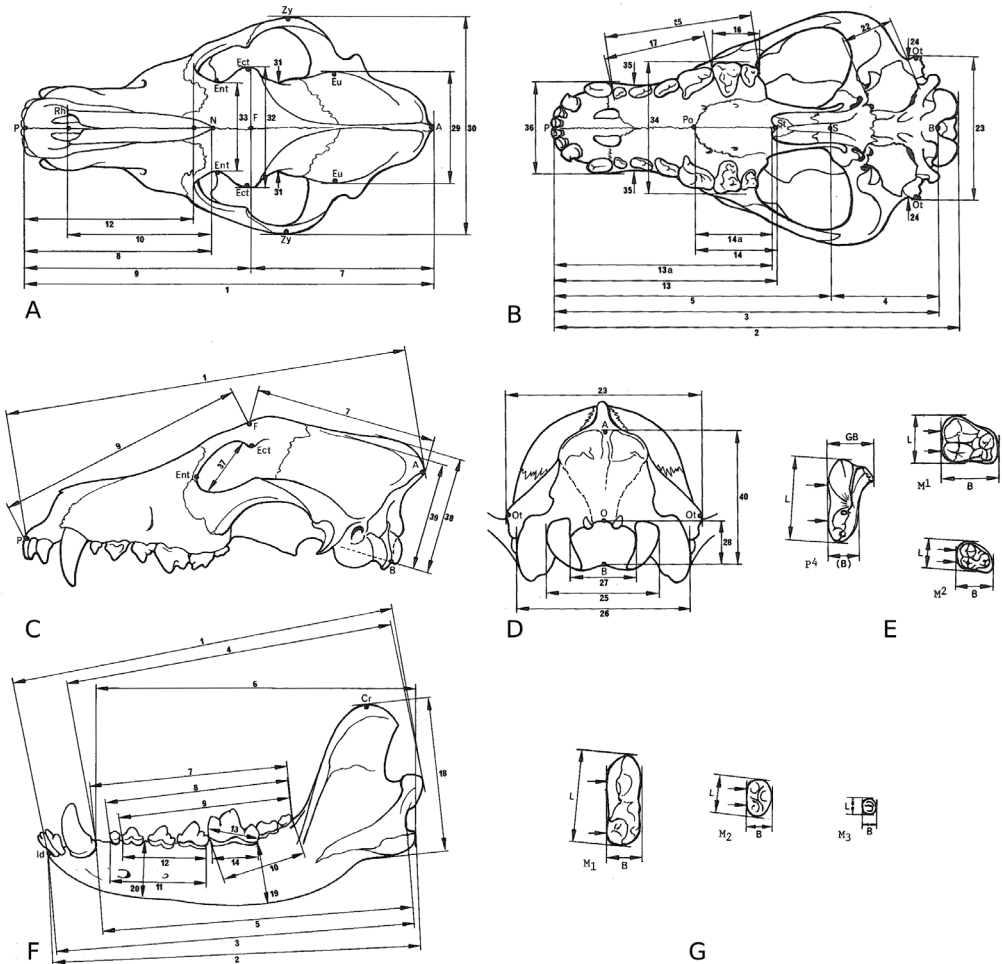 Zy
Ect
31
Eu
Ent
Rh
P
N
33
F
32
A
29
30
Ent
Ect
31
Eu
Zy
12
10
8
9
7
1
A
15
16
17
22
24
Ot
35
36
P
34
Po
St
S
B
23
35
Ot
24
14a
14
13a
13
5
4
3
2
B
1
9
7
F
Ect
37
Ent
A
39
38
P
B
C
23
A
40
Ot
O
Ot
28
B
27
25
26
D
GB
L
P4
(B)
L
M1
B
L
M2
B
E
1
4
6
Cr
7
8
9
18
13
Id
12
14
10
20
11
19
5
3
2
F
L
M1
B
L
M2
B
L
M3
B
G